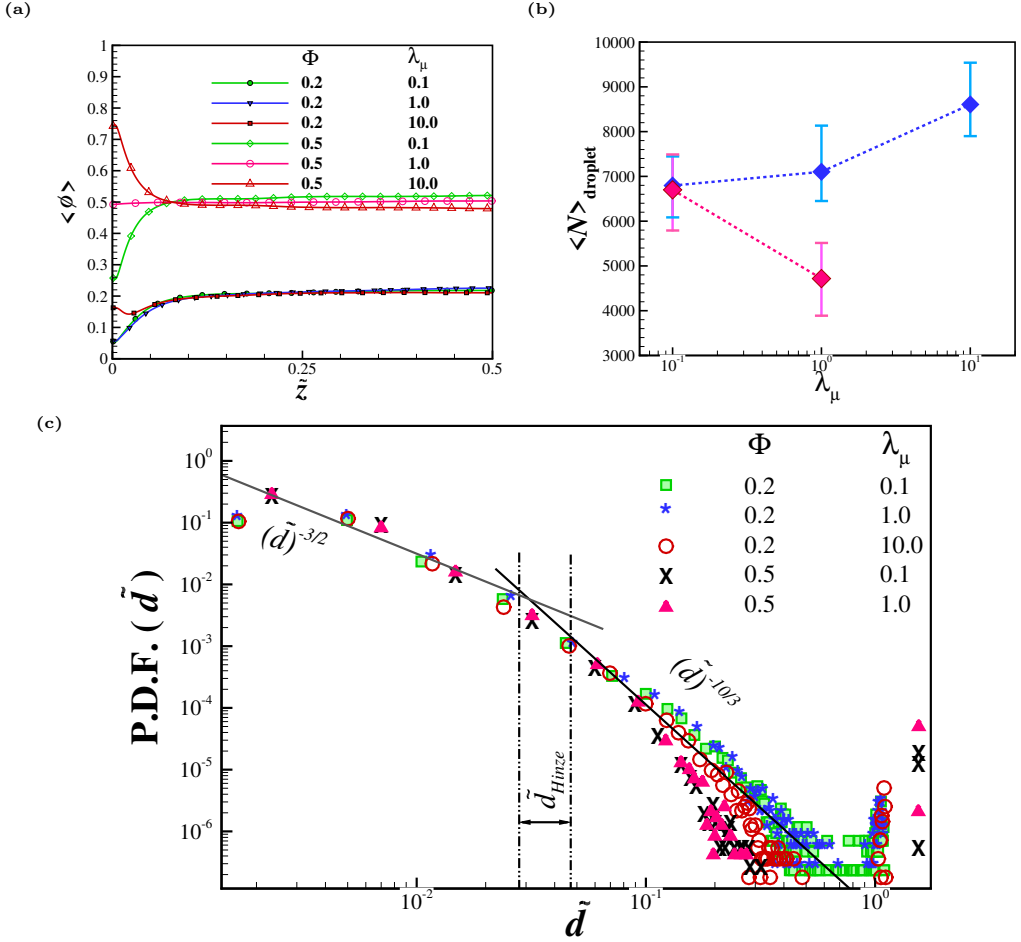 (a)
Φ λμ
0.2 0.1
0.2 1.0
0.2 10.0
0.5 0.1
0.5 1.0
0.5 10.0
<ϕ>
1
0.9
0.8
0.7
0.6
0.5
0.4
0.3
0.2
0.1
0
0 0.25 0.5
z̃
(b)
<N>droplet
10000
9000
8000
7000
6000
5000
4000
3000
10⁻¹ 10⁰ 10¹
λμ
(c)
P.D.F. ( d̃ )
10⁰
10⁻¹
10⁻²
10⁻³
10⁻⁴
10⁻⁵
10⁻⁶
Φ λμ
0.2 0.1
0.2 1.0
0.2 10.0
0.5 0.1
0.5 1.0
(d̃)-3/2
(d̃)-10/3
d̃Hinze
10⁻² 10⁻¹ 10⁰
d̃